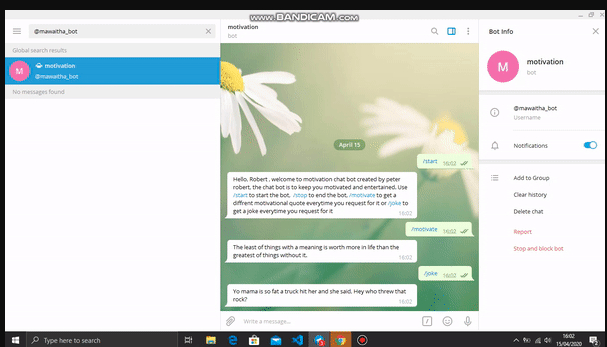 www.BANDICAM.com
@mawaitha_bot
Global search results
M
motivation
@mawaitha_bot
No messages found
motivation
bot
April 15
/start 16:02
Hello, Robert , welcome to motivation chat bot created by peter
robert, the chat bot is to keep you motivated and entertained. Use
/start to start the bot, /stop to end the bot, /motivate to get a
diffrent motivational quote everytime you request for it or /joke to
get a joke everytime you request for it
16:02
/motivate 16:02
The least of things with a meaning is worth more in life than the
greatest of things without it.
16:02
/joke 16:02
Yo mama is so fat a truck hit her and she said, Hey who threw that
rock?
16:02
Write a message...
Bot Info
M
motivation
bot
@mawaitha_bot
Username
Notifications
Add to Group
Clear history
Delete chat
Report
Stop and block bot
Type here to search
16:02
15/04/2020